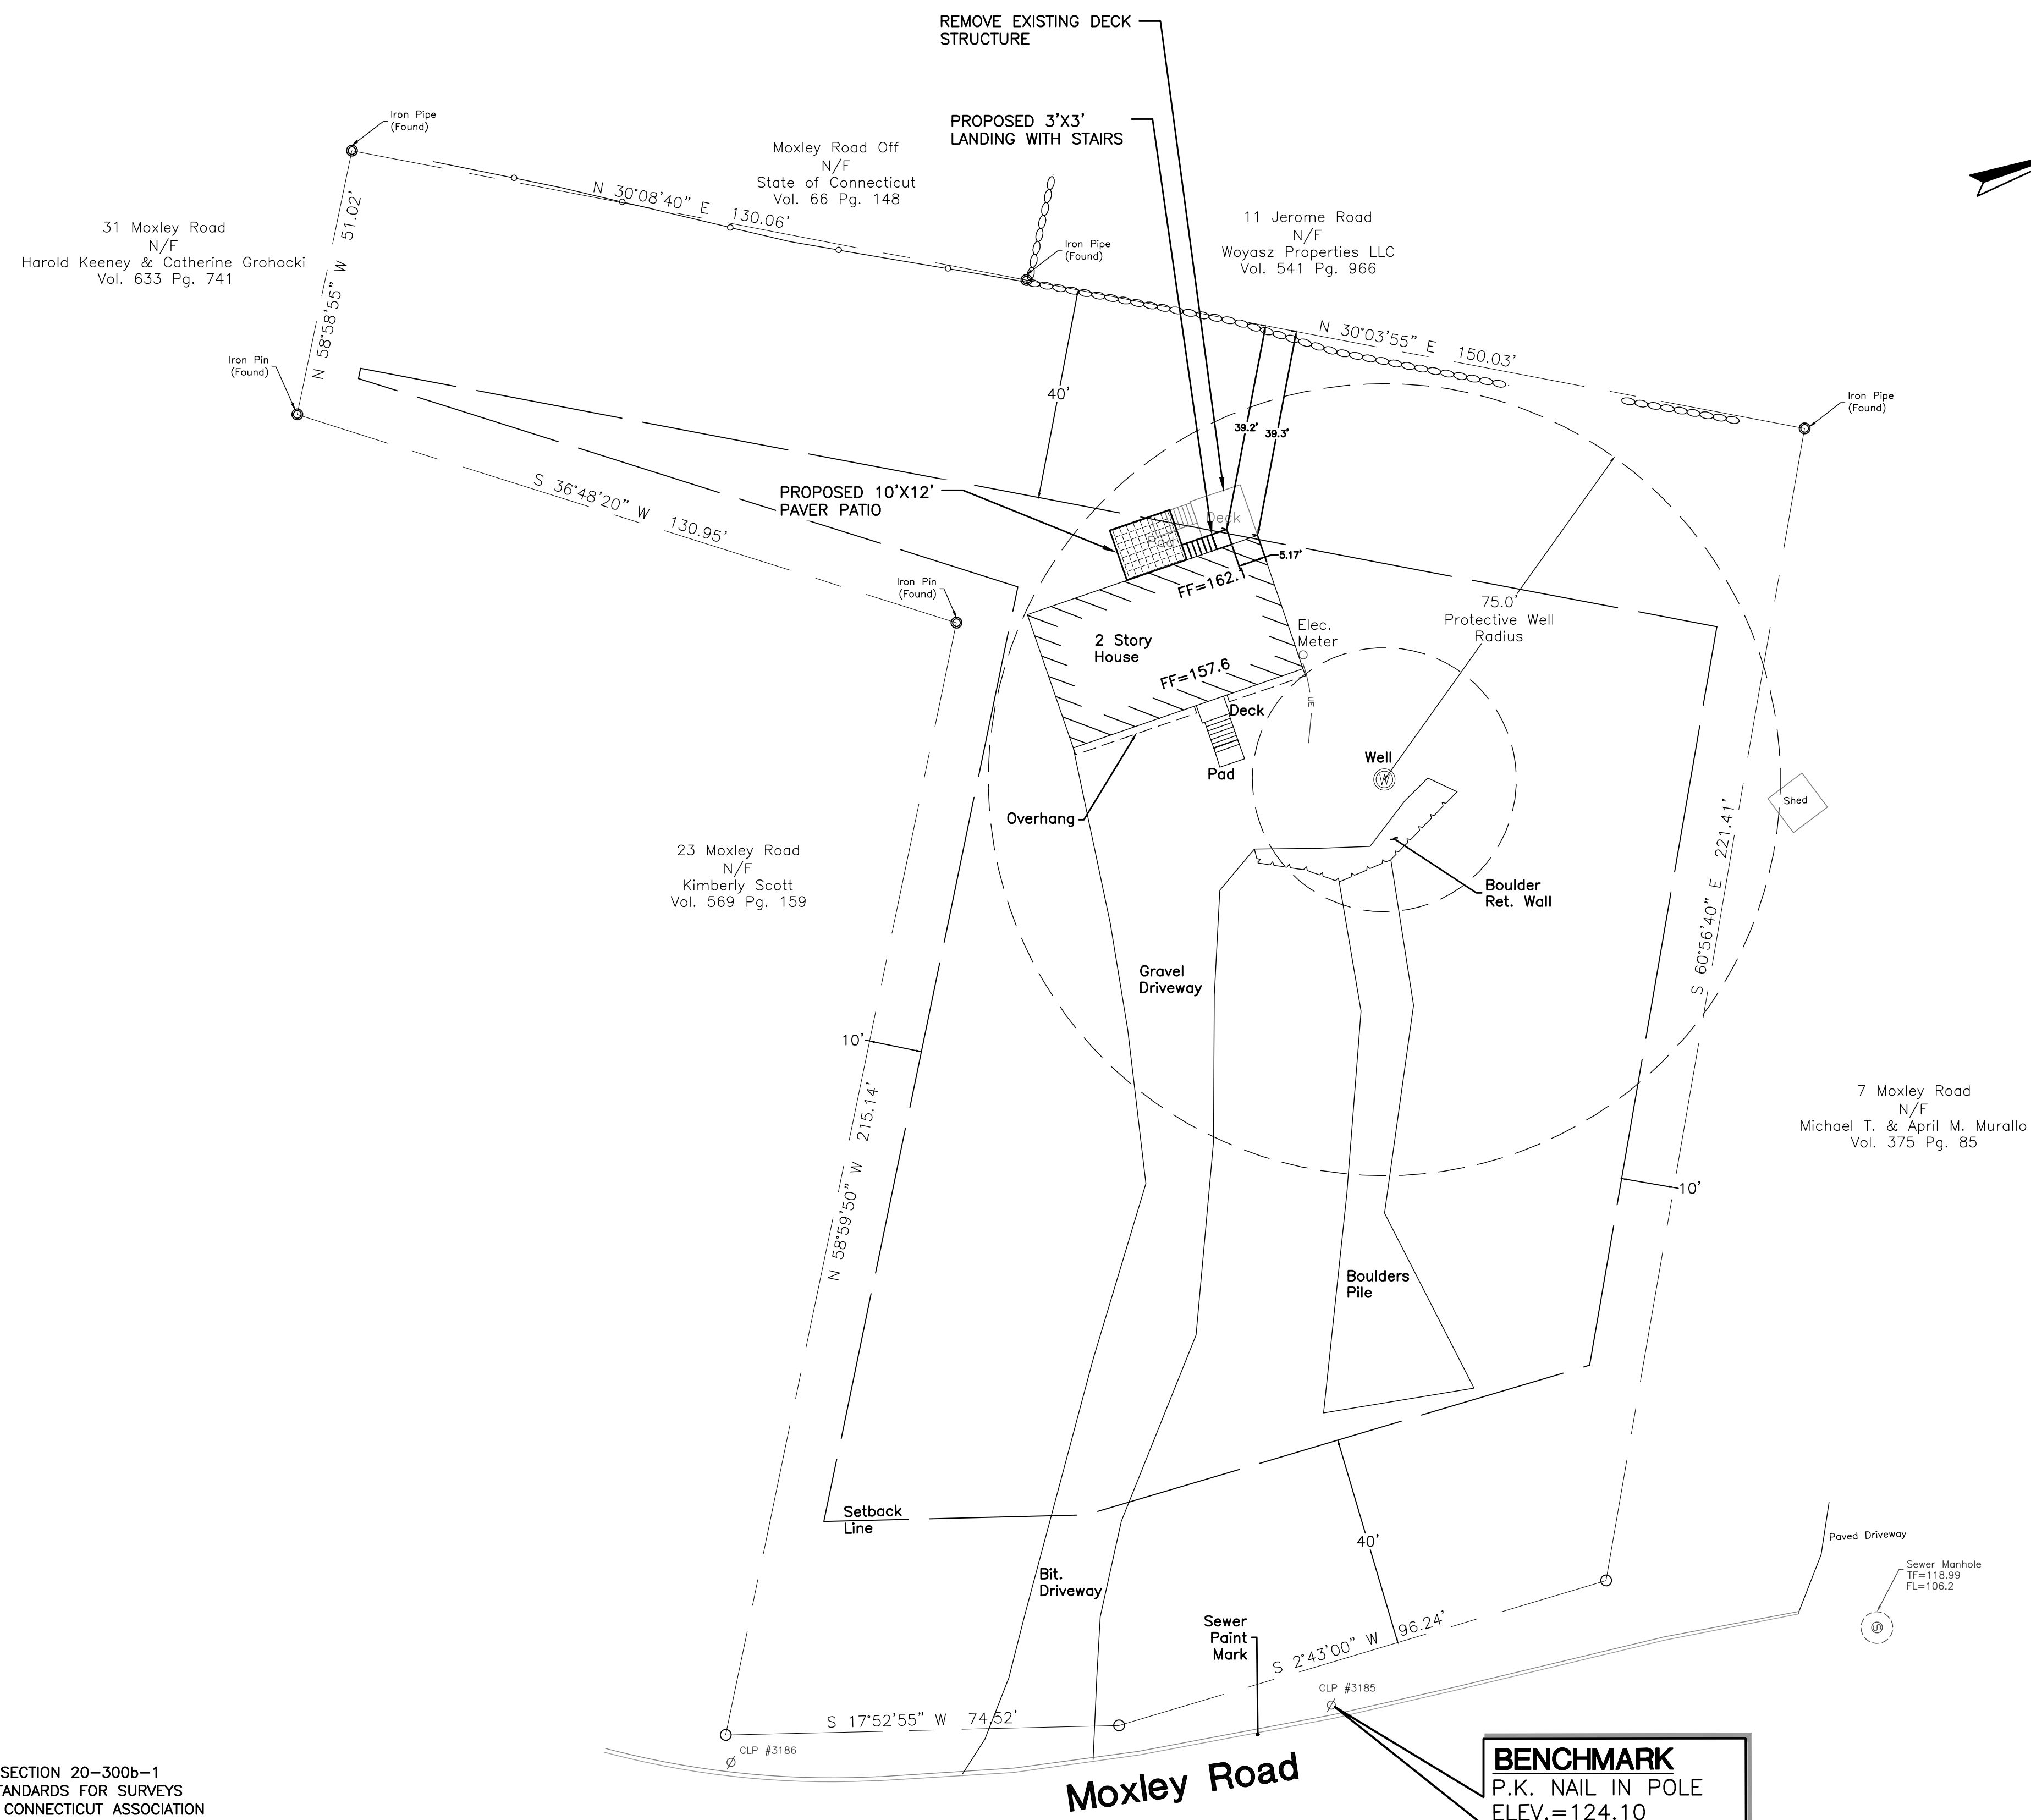 REMOVE EXISTING DECK
STRUCTURE
PROPOSED 3'X3'
LANDING WITH STAIRS
Iron Pipe
(Found)
Moxley Road Off
N/F
State of Connecticut
Vol. 66 Pg. 148
N 30°08'40" E 130.06'
31 Moxley Road
N/F
Harold Keeney & Catherine Grohocki
Vol. 633 Pg. 741
N 58°58'55" W 51.02'
Iron Pipe
(Found)
11 Jerome Road
N/F
Woyasz Properties LLC
Vol. 541 Pg. 966
N 30°03'55" E 150.03'
Iron Pin
(Found)
Iron Pipe
(Found)
40'
39.2'
39.3'
S 36°48'20" W 130.95'
PROPOSED 10'X12'
PAVER PATIO
Deck
Pad
5.17'
FF=162.1
Iron Pin
(Found)
75.0'
Protective Well
Radius
Elec.
Meter
2 Story
House
FF=157.6
UE
Deck
Pad
Well
W
Overhang
Shed
S 60°56'40" E 221.41'
23 Moxley Road
N/F
Kimberly Scott
Vol. 569 Pg. 159
Boulder
Ret. Wall
Gravel
Driveway
10'
N 58°59'50" W 215.14'
7 Moxley Road
N/F
Michael T. & April M. Murallo
Vol. 375 Pg. 85
10'
Boulders
Pile
Setback
Line
40'
Bit.
Driveway
Paved Driveway
Sewer Manhole
TF=118.99
FL=106.2
S
Sewer
Paint
Mark
S 2°43'00" W 96.24'
CLP #3185
S 17°52'55" W 74.52'
CLP #3186
Moxley Road
BENCHMARK
P.K. NAIL IN POLE
ELEV.=124.10
SECTION 20-300b-1
TANDARDS FOR SURVEYS
CONNECTICUT ASSOCIATION